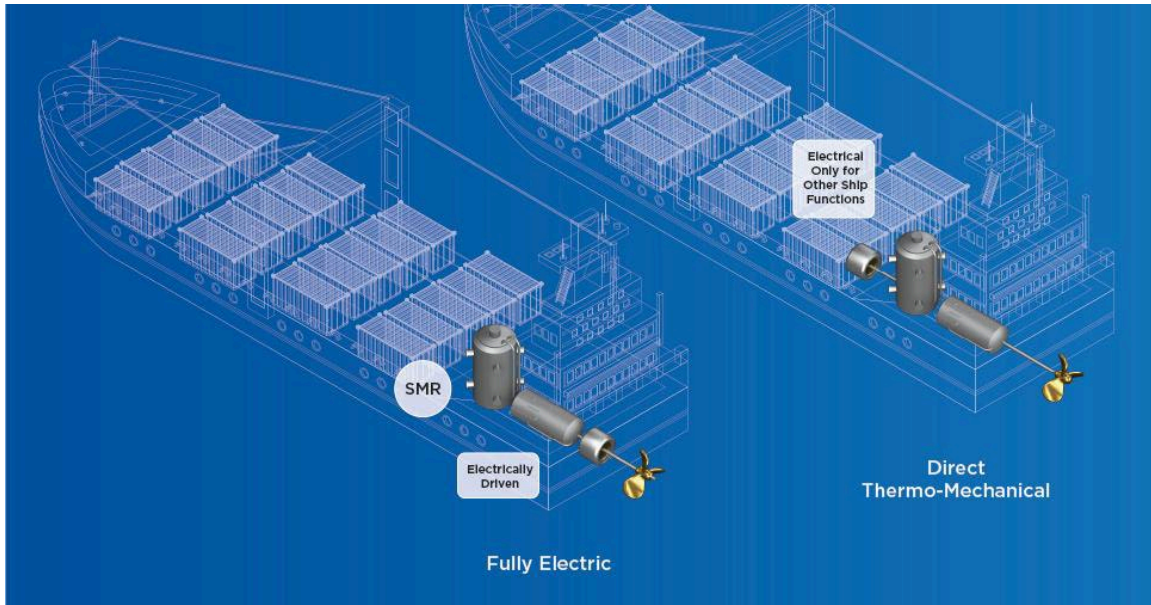 Electrical
Only for
Other Ship
Functions
SMR
Electrically
Driven
Direct
Thermo-Mechanical
Fully Electric